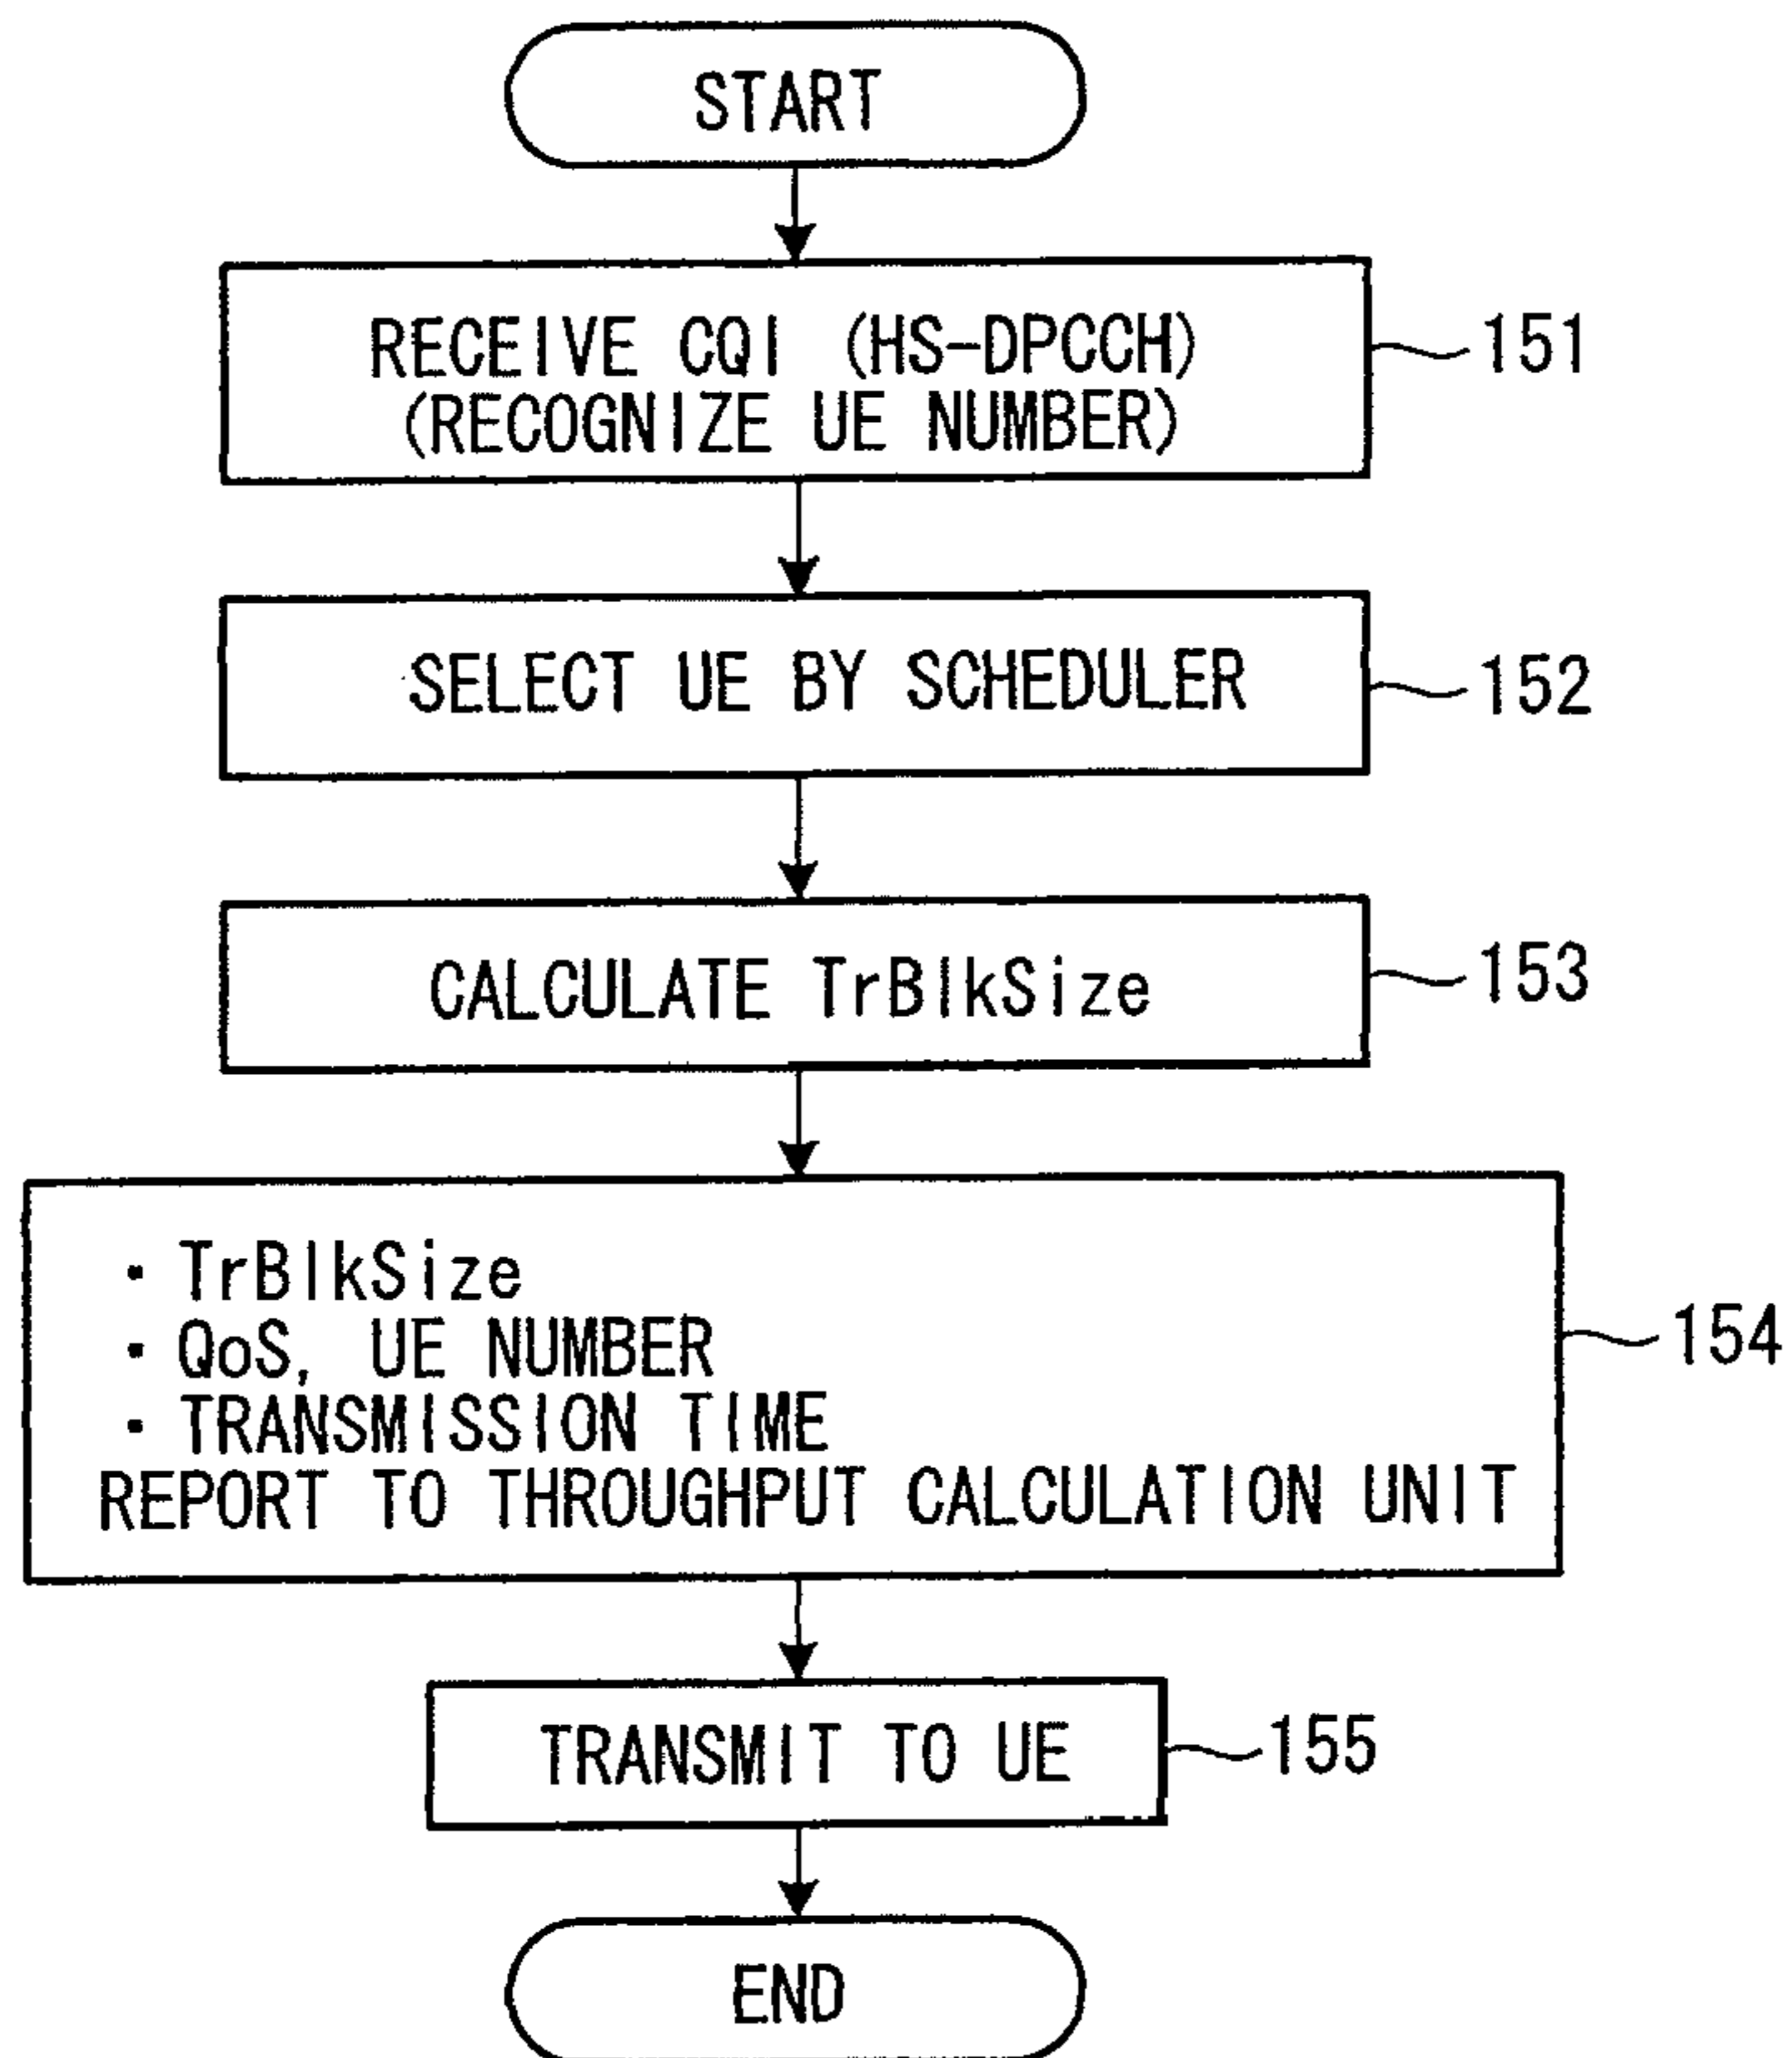 START
RECEIVE CQI (HS-DPCCH)
(RECOGNIZE UE NUMBER)
151
SELECT UE BY SCHEDULER
152
CALCULATE TrBlkSize
153
・TrBlkSize
・QoS, UE NUMBER
・TRANSMISSION TIME
REPORT TO THROUGHPUT CALCULATION UNIT
154
TRANSMIT TO UE
155
END